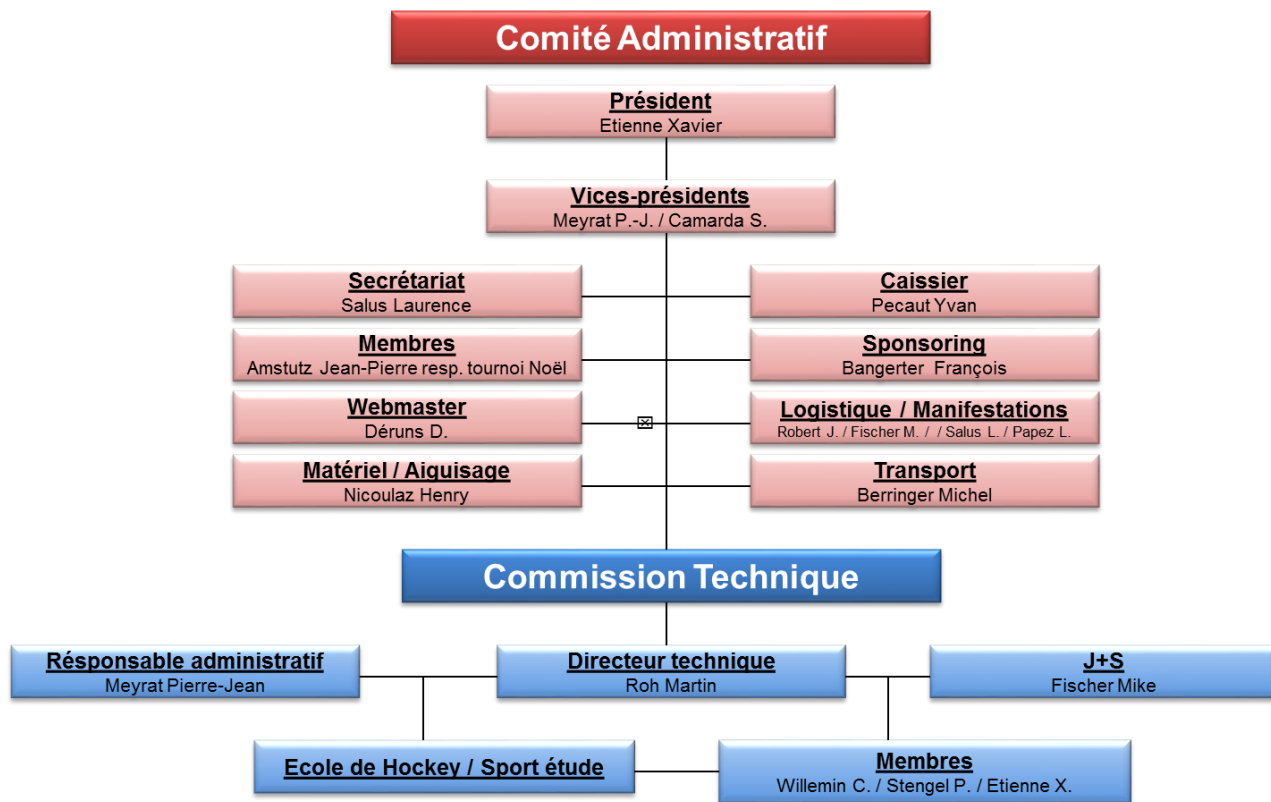 Comité Administratif
Président
Etienne Xavier
Vices-présidents
Meyrat P.-J. / Camarda S.
Secrétariat
Salus Laurence
Caissier
Pecaut Yvan
Membres
Amstutz Jean-Pierre resp. tournoi Noël
Sponsoring
Bangerter François
Webmaster
Déruns D.
Logistique / Manifestations
Robert J. / Fischer M. / / Salus L. / Papez L.
Matériel / Aiguisage
Nicoulaz Henry
Transport
Berringer Michel
Commission Technique
Résponsable administratif
Meyrat Pierre-Jean
Directeur technique
Roh Martin
J+S
Fischer Mike
Ecole de Hockey / Sport étude
Membres
Willemin C. / Stengel P. / Etienne X.